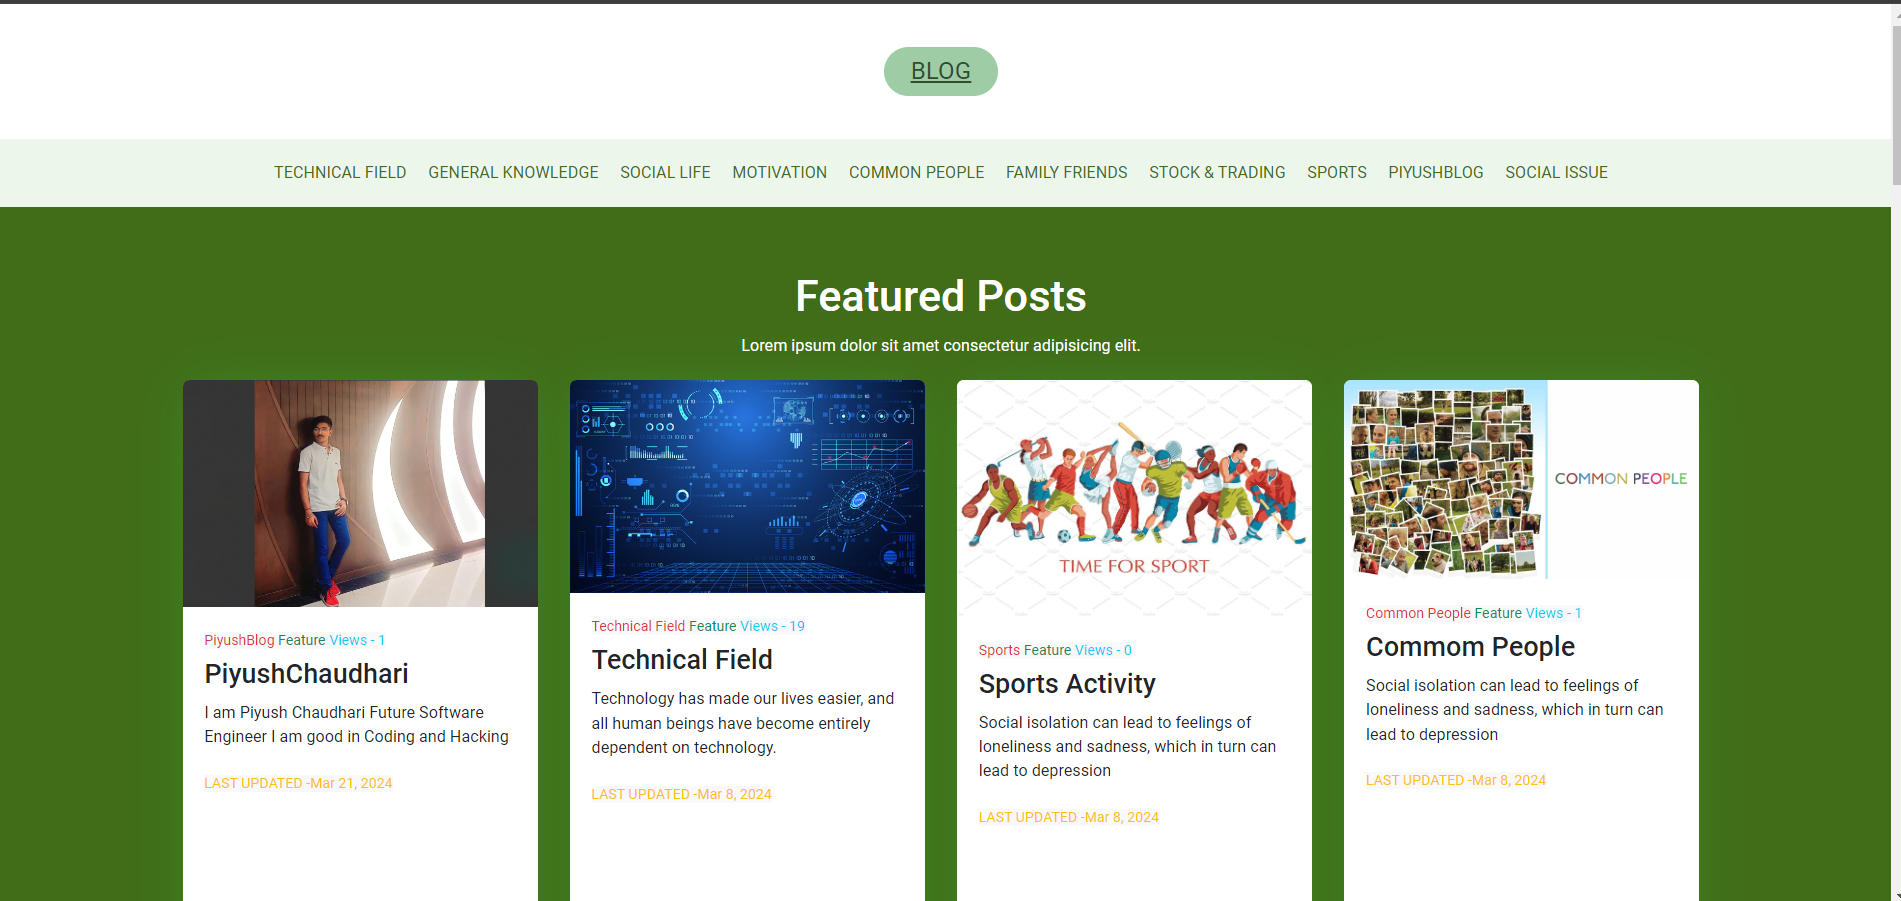 BLOG
TECHNICAL FIELD GENERAL KNOWLEDGE SOCIAL LIFE MOTIVATION COMMON PEOPLE FAMILY FRIENDS STOCK & TRADING SPORTS PIYUSHBLOG SOCIAL ISSUE
Featured Posts
Lorem ipsum dolor sit amet consectetur adipisicing elit.
PiyushBlog Feature Views - 1
PiyushChaudhari
I am Piyush Chaudhari Future Software
Engineer I am good in Coding and Hacking
LAST UPDATED -Mar 21, 2024
Technical Field Feature Views - 19
Technical Field
Technology has made our lives easier, and
all human beings have become entirely
dependent on technology.
LAST UPDATED -Mar 8, 2024
TIME FOR SPORT
Sports Feature Views - 0
Sports Activity
Social isolation can lead to feelings of
loneliness and sadness, which in turn can
lead to depression
LAST UPDATED -Mar 8, 2024
COMMON PEOPLE
Common People Feature Views - 1
Commom People
Social isolation can lead to feelings of
loneliness and sadness, which in turn can
lead to depression
LAST UPDATED -Mar 8, 2024